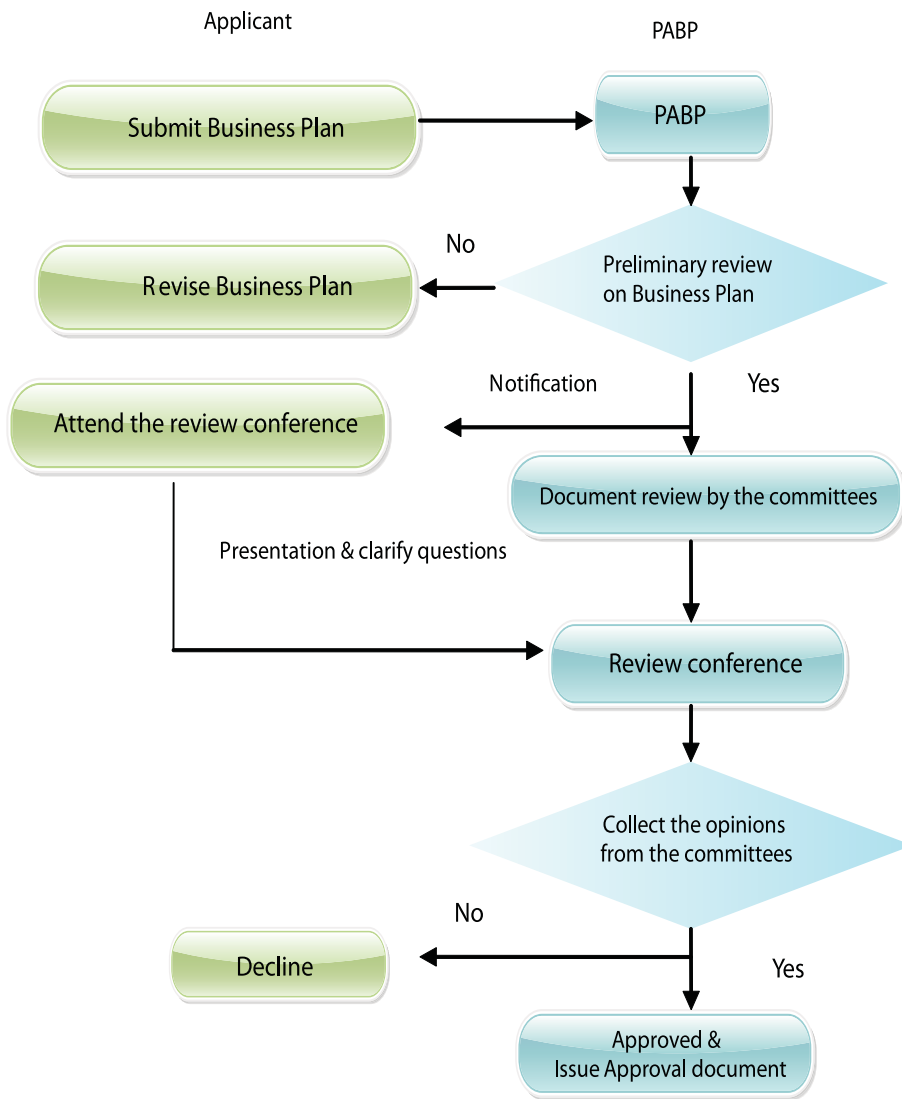 Applicant
PABP
Submit Business Plan
PABP
No
Preliminary review
on Business Plan
Revise Business Plan
Notification
Yes
Attend the review conference
Document review by the committees
Presentation & clarify questions
Review conference
Collect the opinions
from the committees
No
Decline
Yes
Approved &
Issue Approval document